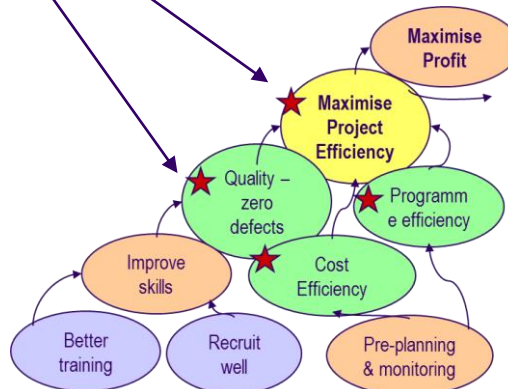 Maximise
Profit
Maximise
Project
Efficiency
Quality –
zero
defects
Programm
e efficiency
Improve
skills
Cost
Efficiency
Better
training
Recruit
well
Pre-planning
& monitoring